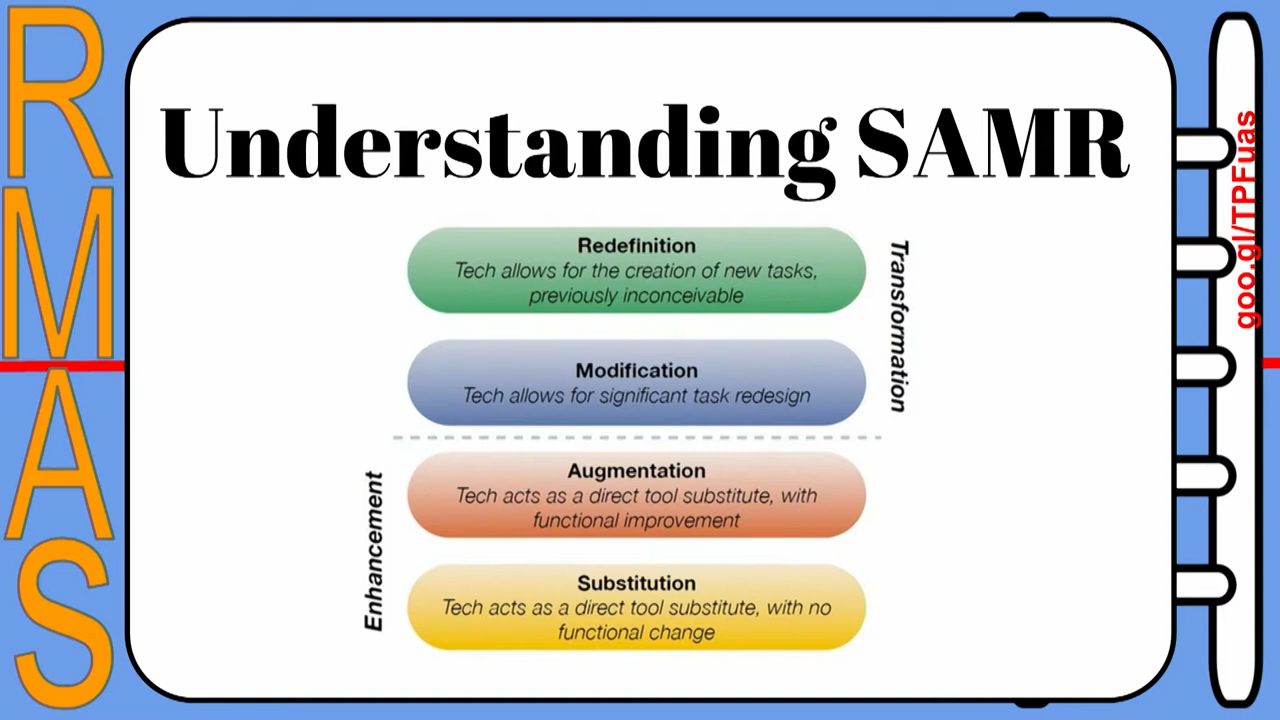 RMAS
Understanding SAMR
Redefinition
Tech allows for the creation of new tasks,
previously inconceivable
Modification
Tech allows for significant task redesign
Transformation
Augmentation
Tech acts as a direct tool substitute, with
functional improvement
Substitution
Tech acts as a direct tool substitute, with no
functional change
Enhancement
goo.gl/TPFuas